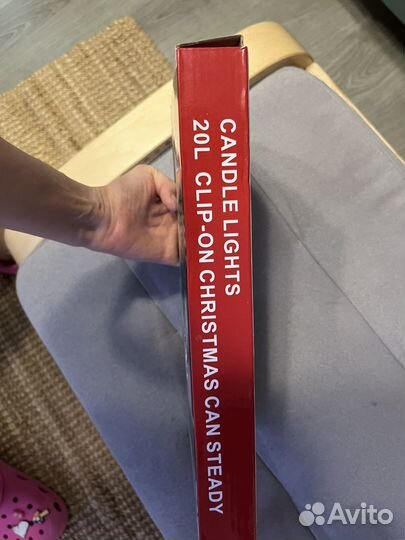 CANDLE LIGHTS
20L CLIP-ON CHRISTMAS CAN STEADY
Avito